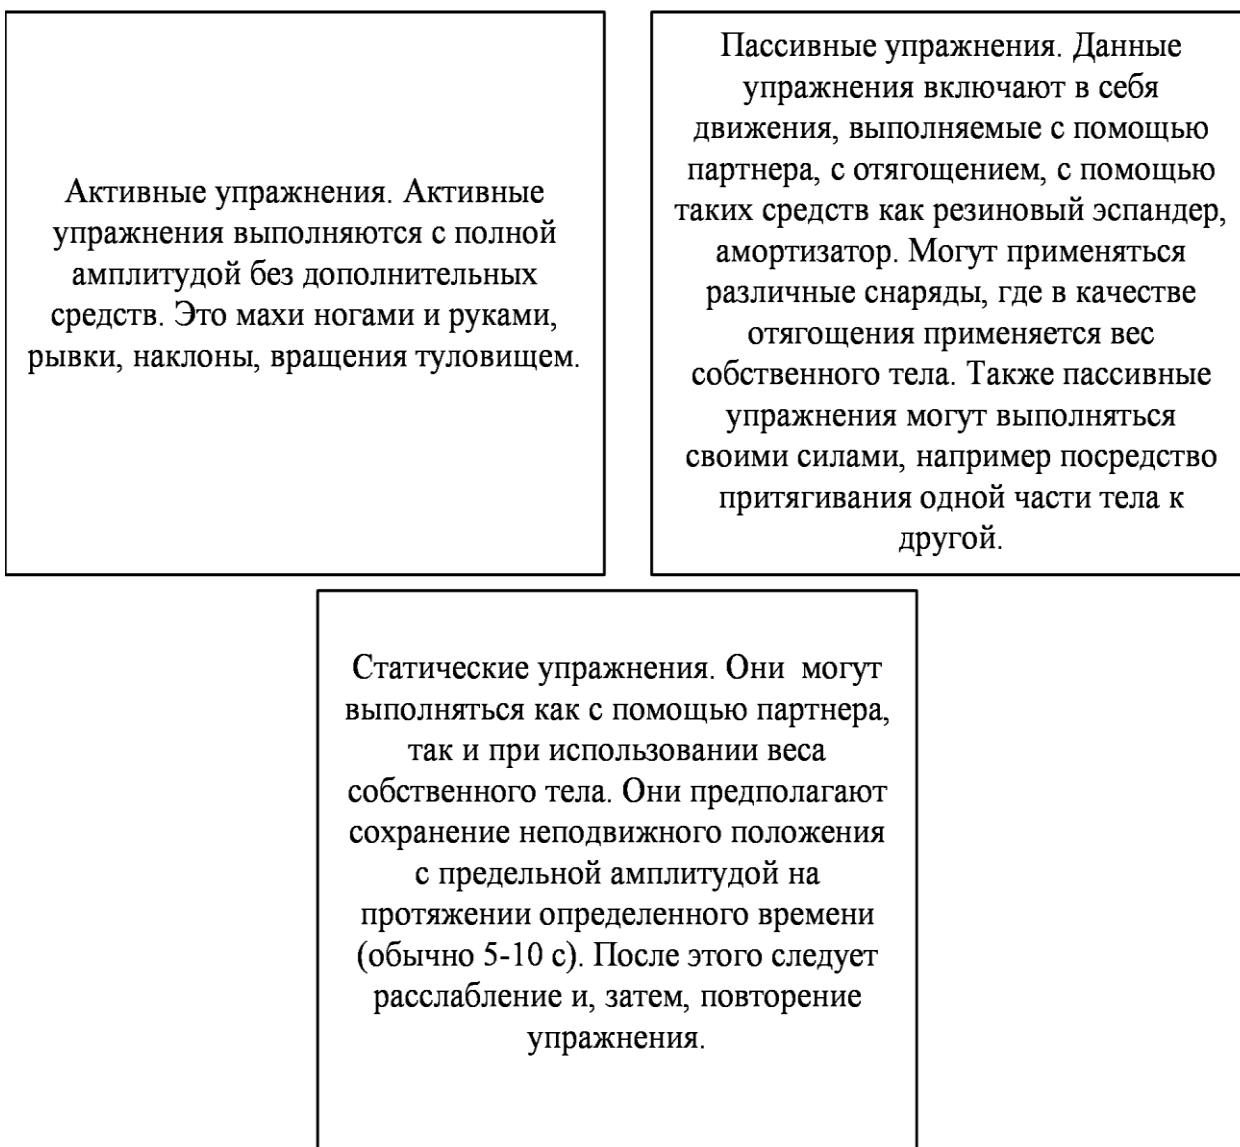 Активные упражнения. Активные
упражнения выполняются с полной
амплитудой без дополнительных
средств. Это махи ногами и руками,
рывки, наклоны, вращения туловищем.
Пассивные упражнения. Данные
упражнения включают в себя
движения, выполняемые с помощью
партнера, с отягощением, с помощью
таких средств как резиновый эспандер,
амортизатор. Могут применяться
различные снаряды, где в качестве
отягощения применяется вес
собственного тела. Также пассивные
упражнения могут выполняться
своими силами, например посредство
притягивания одной части тела к
другой.
Статические упражнения. Они  могут
выполняться как с помощью партнера,
так и при использовании веса
собственного тела. Они предполагают
сохранение неподвижного положения
с предельной амплитудой на
протяжении определенного времени
(обычно 5-10 с). После этого следует
расслабление и, затем, повторение
упражнения.